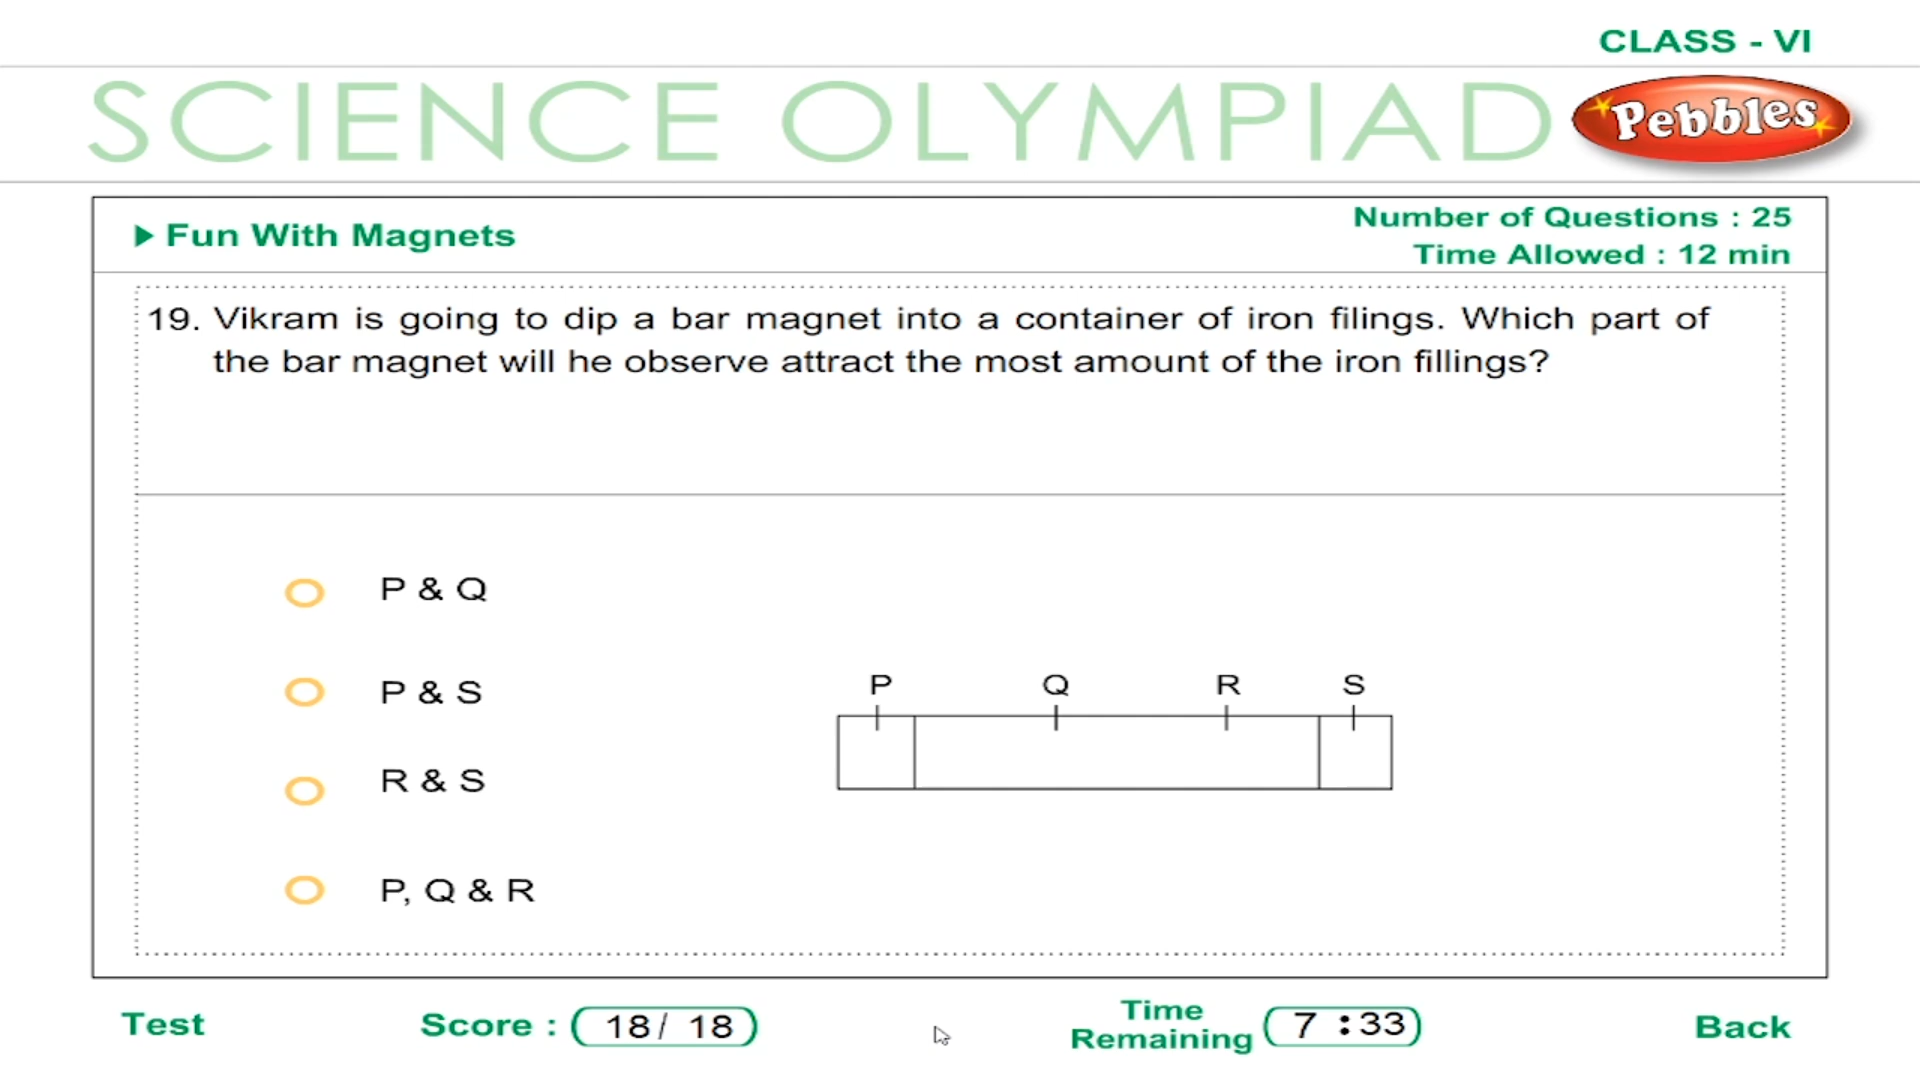 CLASS - VI
SCIENCE OLYMPIAD
Pebbles
Fun With Magnets
Number of Questions : 25
Time Allowed : 12 min
19. Vikram is going to dip a bar magnet into a container of iron filings. Which part of
the bar magnet will he observe attract the most amount of the iron fillings?
P & Q
P & S
R & S
P, Q & R
P Q R S
Test
Score : 18/ 18
Time
Remaining 7 : 33
Back